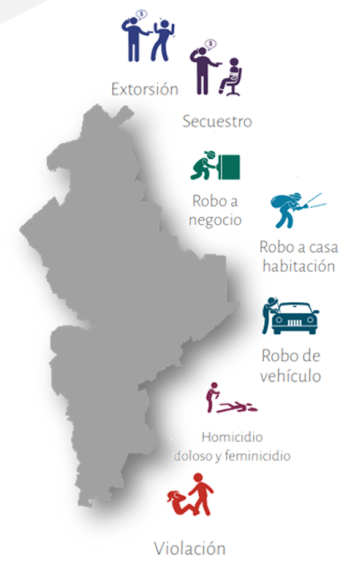 $
Extorsión
$
Secuestro
Robo a
negocio
Robo a casa
habitación
Robo de
vehículo
Homicidio
doloso y feminicidio
Violación